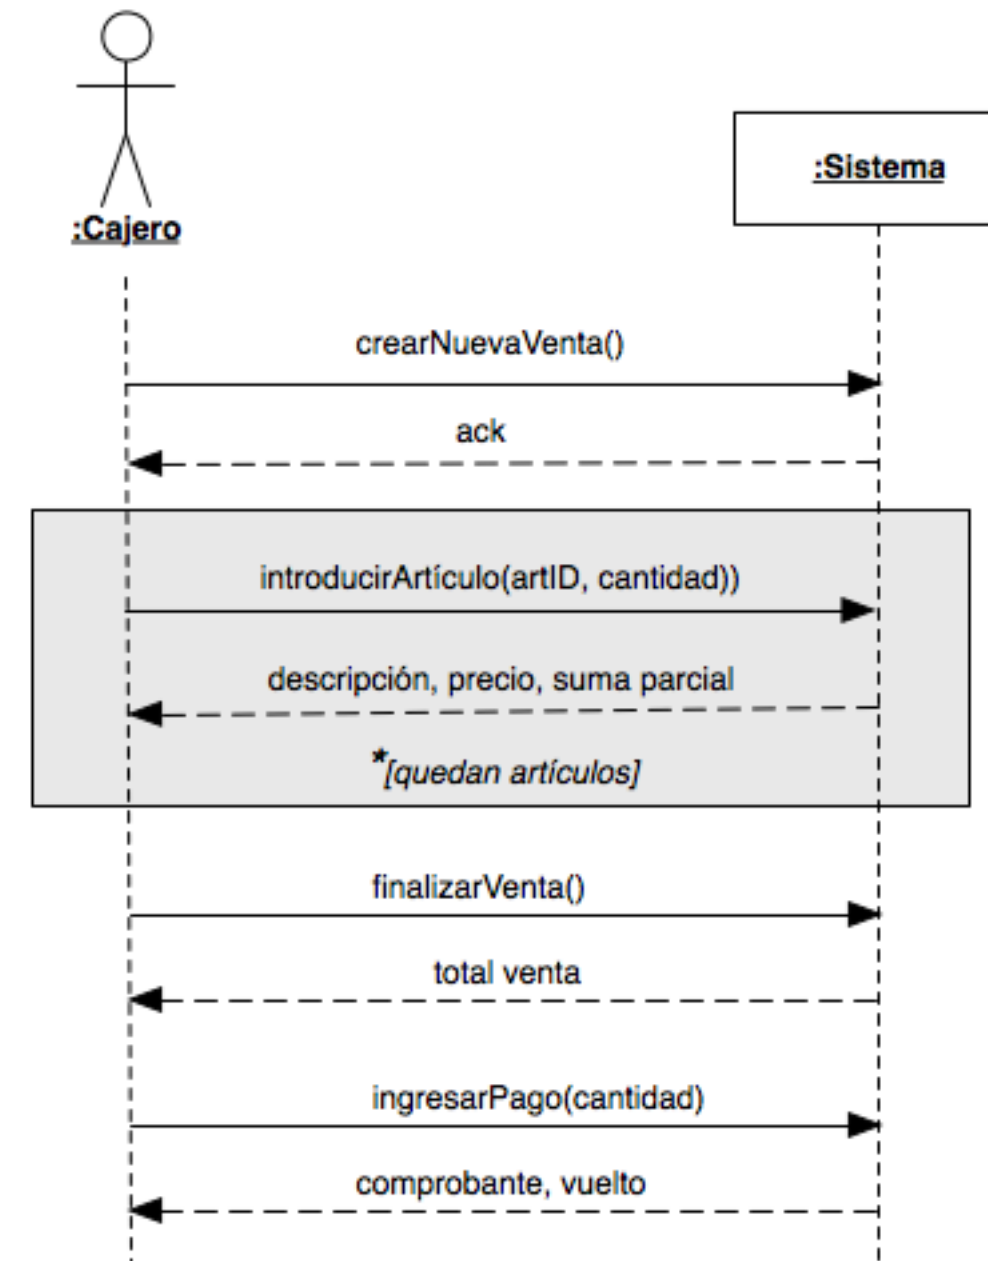 :Cajero
:Sistema
crearNuevaVenta()
ack
introducirArtículo(artID, cantidad))
descripción, precio, suma parcial
*[quedan artículos]
finalizarVenta()
total venta
ingresarPago(cantidad)
comprobante, vuelto